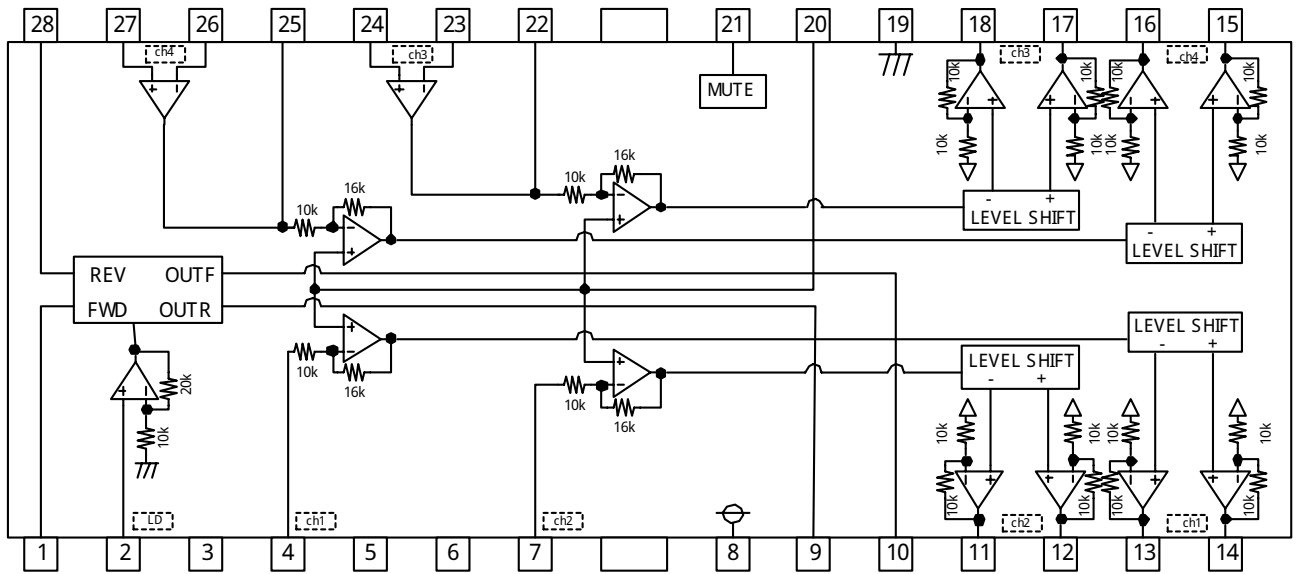 28 27 26 25 24 23 22 21 20 19 18 17 16 15
ch4 ch3 ch3 ch4
+ - + - MUTE
10k 10k 10k 10k
- + + - - + + -
10k 10k 10k 10k
16k
10k
- +
16k
10k
- +
- +
LEVEL SHIFT
- +
LEVEL SHIFT
REV OUTF
FWD OUTR
+ -
10k
16k
LEVEL SHIFT
- +
LEVEL SHIFT
- +
+ -
10k
16k
+ -
20k
10k
10k 10k 10k 10k
- + + - - + + -
10k 10k 10k 10k
LD ch1 ch2 ch2 ch1
1 2 3 4 5 6 7 8 9 10 11 12 13 14